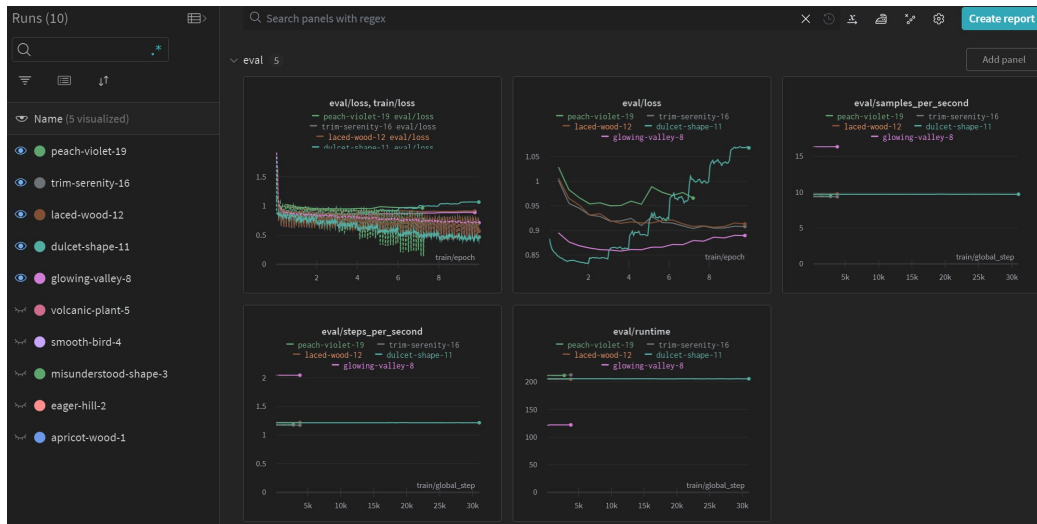 Runs (10)
Search panels with regex
Create report
.*
eval 5
Add panel
Name (5 visualized)
peach-violet-19
trim-serenity-16
laced-wood-12
dulcet-shape-11
glowing-valley-8
volcanic-plant-5
smooth-bird-4
misunderstood-shape-3
eager-hill-2
apricot-wood-1
eval/loss, train/loss
peach-violet-19 eval/loss
trim-serenity-16 eval/loss
laced-wood-12 eval/loss
dulcet-shape-11 eval/loss
1.5
1
0.5
0
train/epoch
2 4 6 8
eval/loss
peach-violet-19 trim-serenity-16
laced-wood-12 dulcet-shape-11
glowing-valley-8
1.05
1
0.95
0.9
0.85
train/epoch
2 4 6 8
eval/samples_per_second
peach-violet-19 trim-serenity-16
laced-wood-12 dulcet-shape-11
glowing-valley-8
15
10
5
0
train/global_step
5k 10k 15k 20k 25k 30k
eval/steps_per_second
peach-violet-19 trim-serenity-16
laced-wood-12 dulcet-shape-11
glowing-valley-8
2
1.5
1
0.5
0
train/global_step
5k 10k 15k 20k 25k 30k
eval/runtime
peach-violet-19 trim-serenity-16
laced-wood-12 dulcet-shape-11
glowing-valley-8
200
150
100
50
0
train/global_step
5k 10k 15k 20k 25k 30k